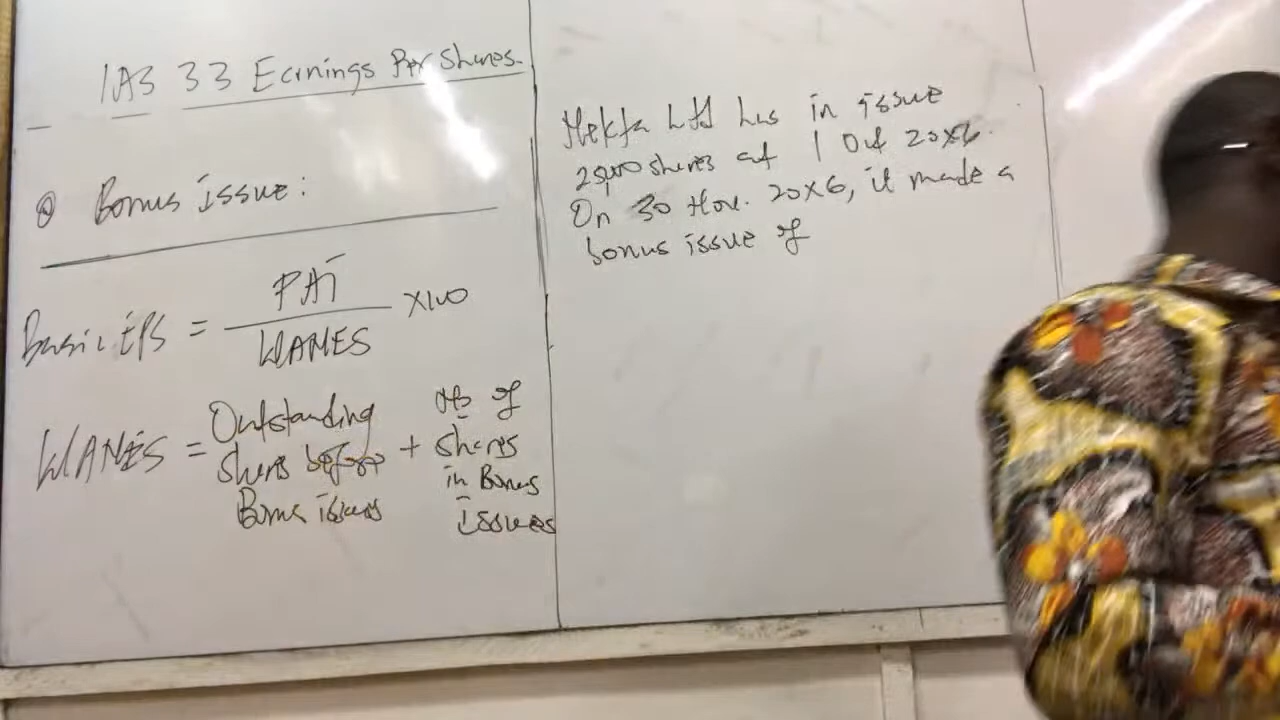 IAS 33 Earnings Per Shares.
Bonus issue:
Basic EPS = PAT / WANES × 100
WANES = Outstanding shares before Bonus issues + No of shares in Bonus issues
Ltd has in issue
shares at 1 Oct 20X6.
On 30 Nov. 20X6, it made a
bonus issue of